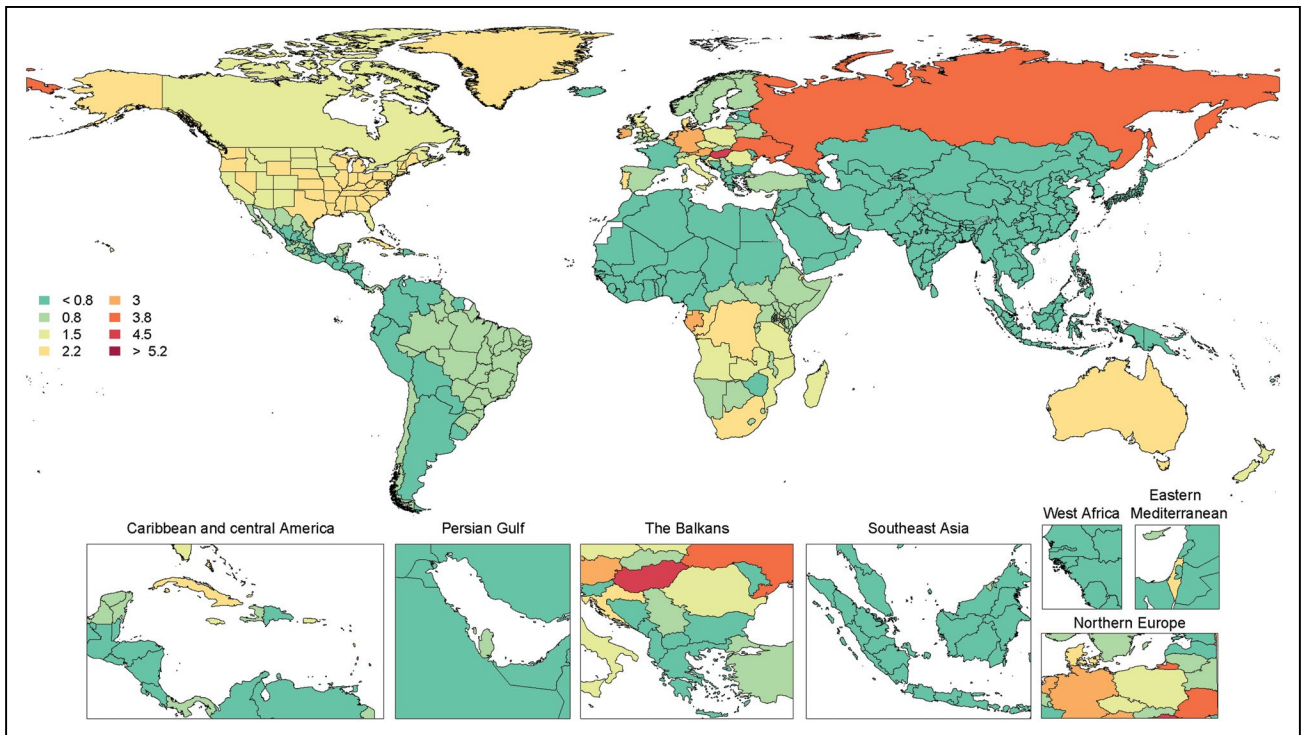 < 0.8
0.8
1.5
2.2
3
3.8
4.5
> 5.2
Caribbean and central America
Persian Gulf
The Balkans
Southeast Asia
West Africa
Eastern
Mediterranean
Northern Europe